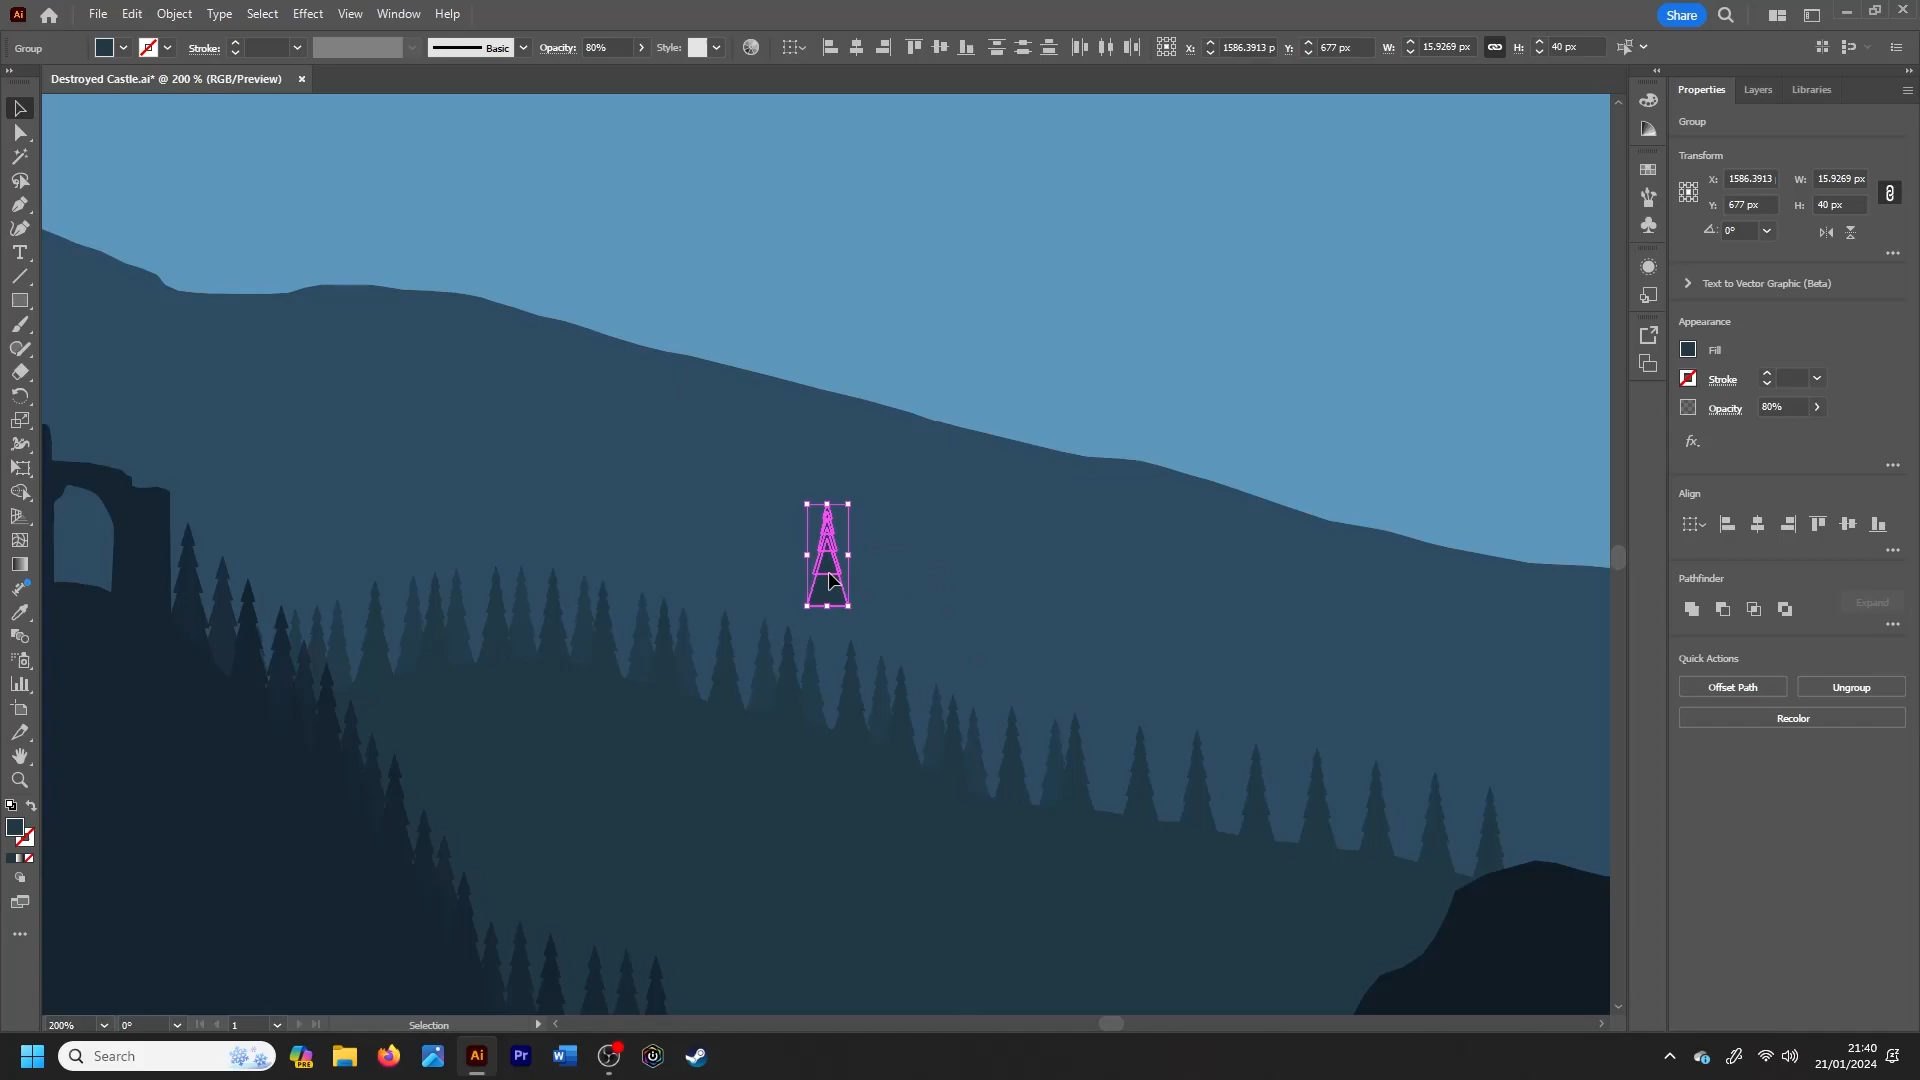 Ai File Edit Object Type Select Effect View Window Help Share
Group Stroke: Basic Opacity: 80% Style: X: 1586.3913 p Y: 677 px W: 15.9269 px H: 40 px
Destroyed Castle.ai* @ 200 % (RGB/Preview) ×
Properties Layers Libraries
Group
Transform
X: 1586.3913 W: 15.9269 px
Y: 677 px H: 40 px
0°
Text to Vector Graphic (Beta)
Appearance
Fill
Stroke
Opacity 80%
fx.
Align
Pathfinder
Expand
Quick Actions
Offset Path Ungroup
Recolor
200% 0° 1 Selection
Search PRE Ai Pr W 21:40
21/01/2024